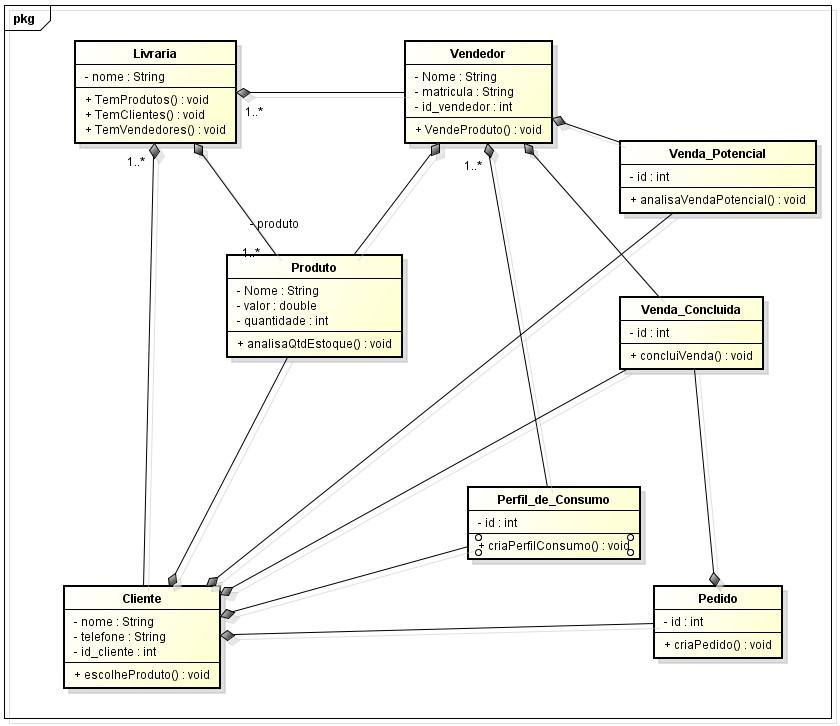 pkg
Livraria
- nome : String
+ TemProdutos() : void
+ TemClientes() : void
+ TemVendedores() : void
1..*
Vendedor
- Nome : String
- matricula : String
- id_vendedor : int
+ VendeProduto() : void
1..*
1..*
Venda_Potencial
- id : int
+ analisaVendaPotencial() : void
- produto
1..*
Produto
- Nome : String
- valor : double
- quantidade : int
+ analisaQtdEstoque() : void
Venda_Concluida
- id : int
+ concluiVenda() : void
Perfil_de_Consumo
- id : int
+ criaPerfilConsumo() : void
Cliente
- nome : String
- telefone : String
- id_cliente : int
+ escolheProduto() : void
Pedido
- id : int
+ criaPedido() : void